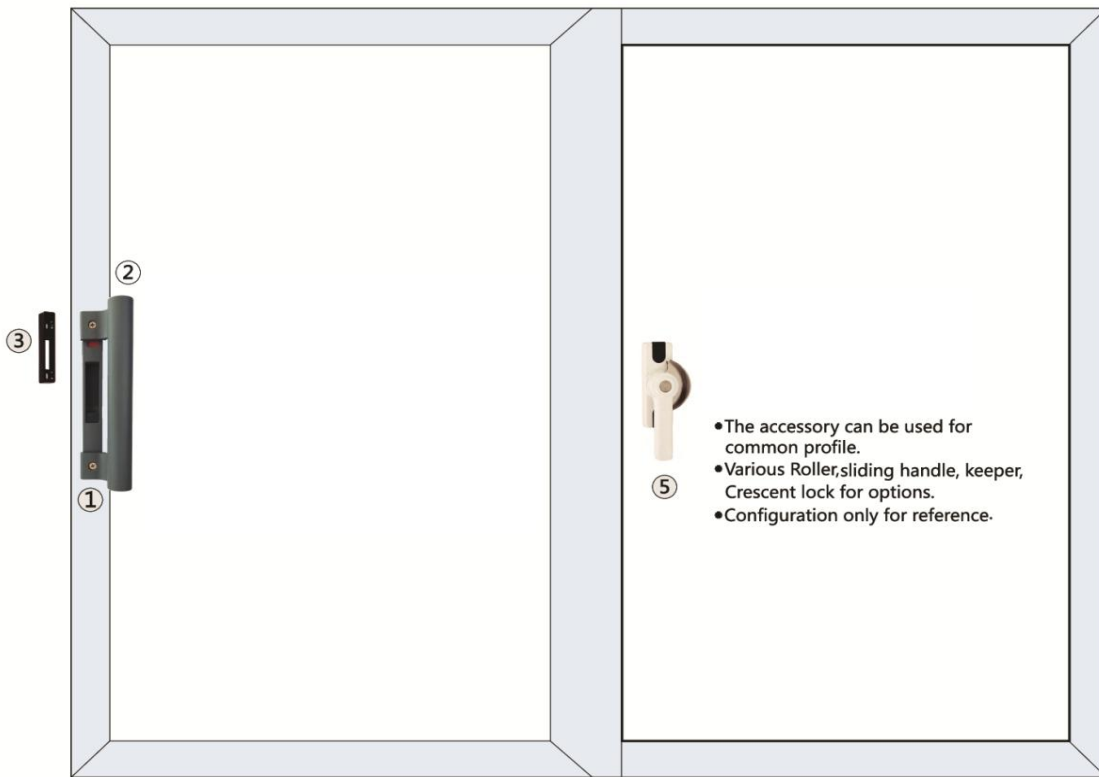 ②
③
①
⑤
•The accessory can be used for
common profile.
•Various Roller,sliding handle, keeper,
Crescent lock for options.
•Configuration only for reference.